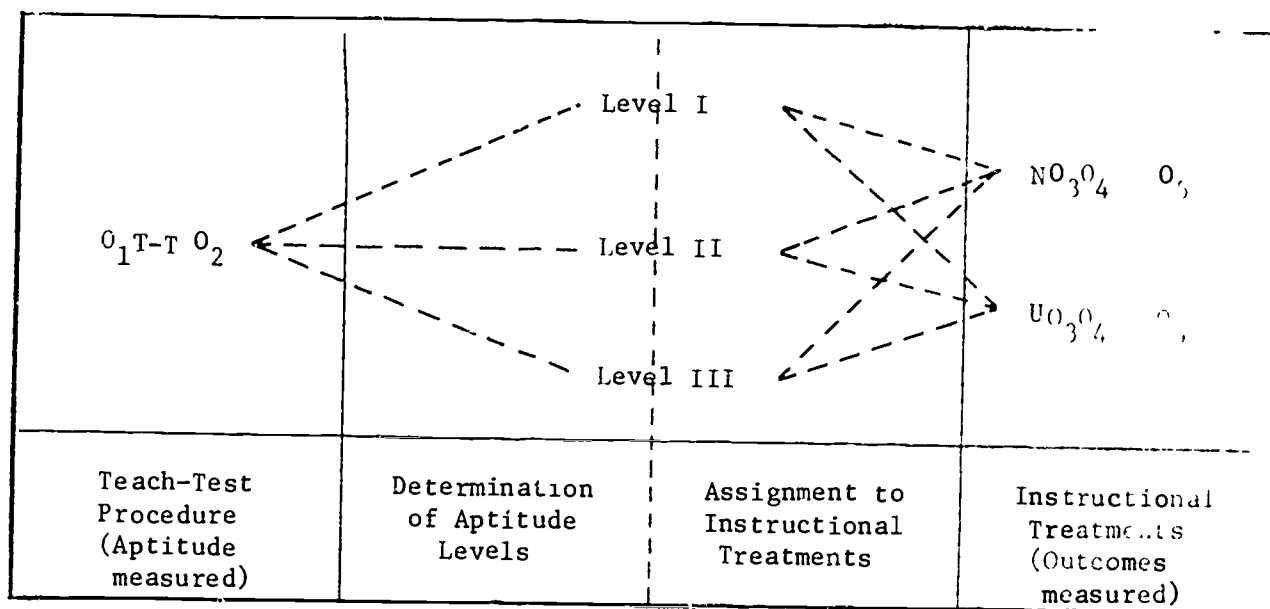 Level I
NO₃O₄ O
O₁T-T O₂
Level II
UO₃O₄
Level III
Teach-Test
Procedure
(Aptitude
measured)
Determination
of Aptitude
Levels
Assignment to
Instructional
Treatments
Instructional
Treatments
(Outcomes
measured)